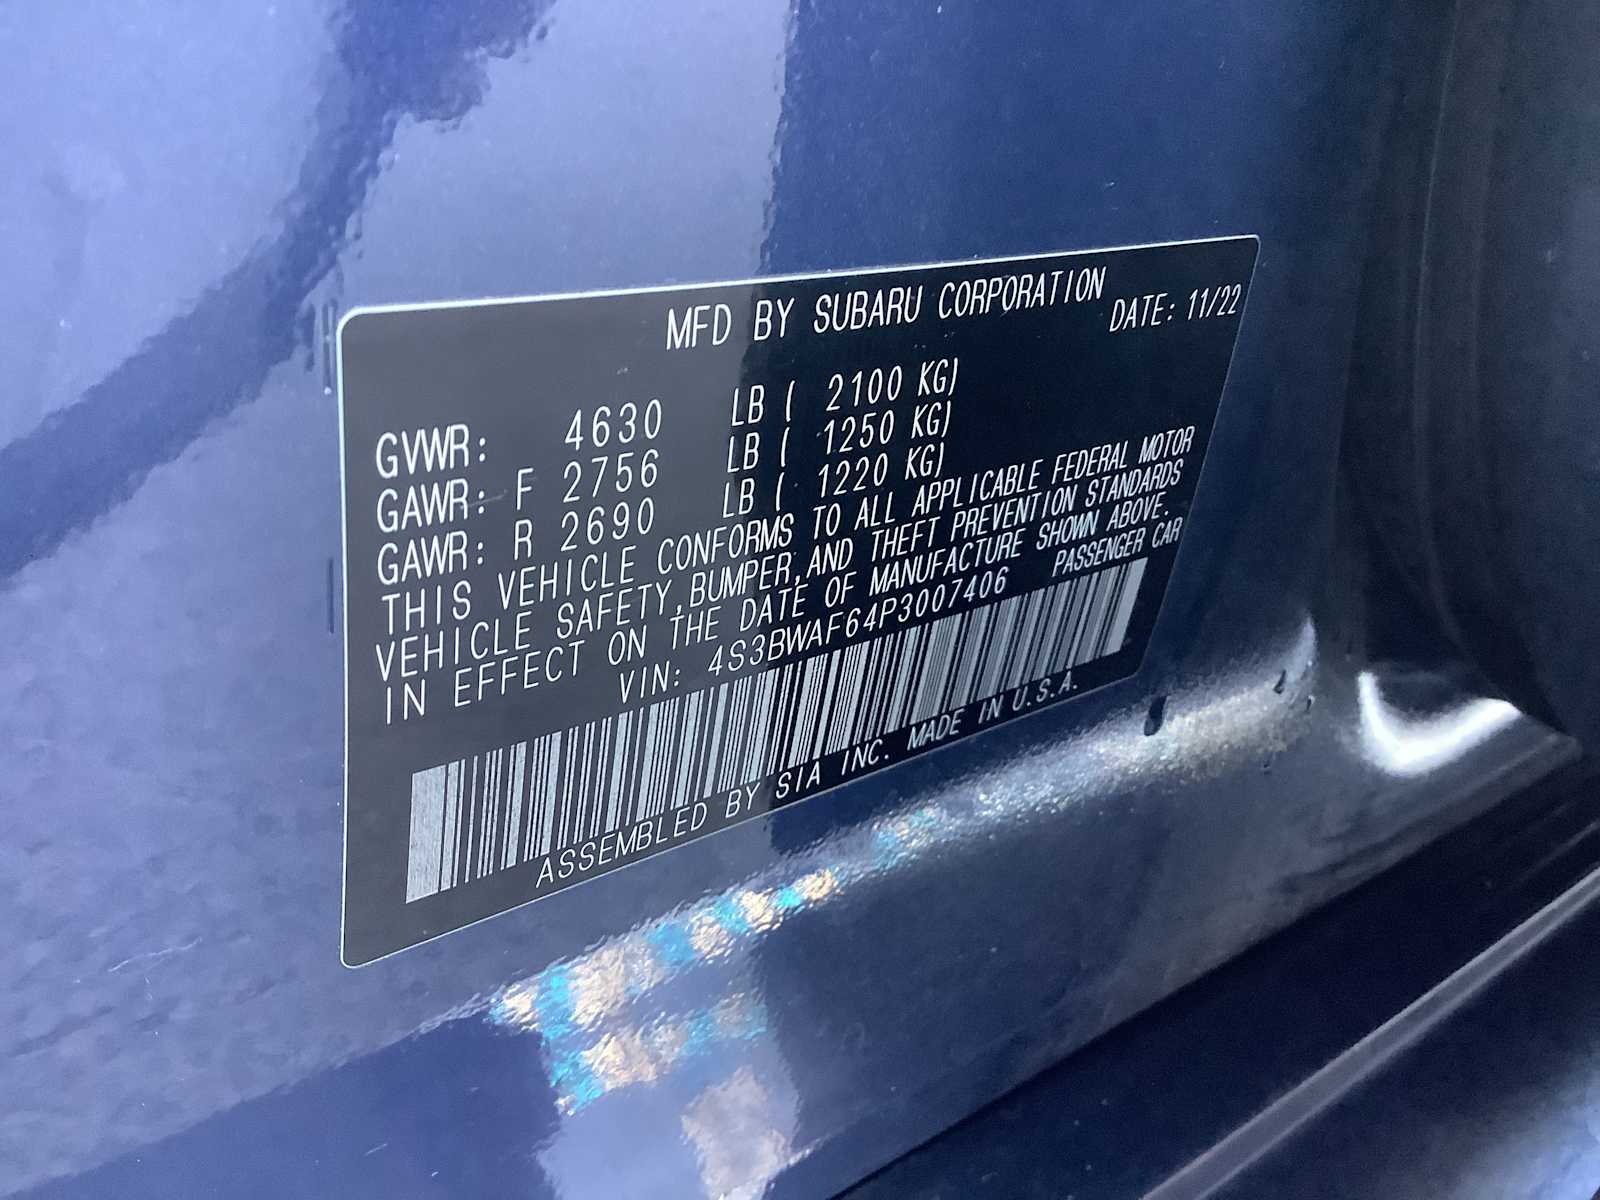 MFD BY SUBARU CORPORATION
DATE: 11/22
GVWR: 4630 LB ( 2100 KG)
GAWR: F 2756 LB ( 1250 KG)
GAWR: R 2690 LB ( 1220 KG)
THIS VEHICLE CONFORMS TO ALL APPLICABLE FEDERAL MOTOR
VEHICLE SAFETY, BUMPER, AND THEFT PREVENTION STANDARDS
IN EFFECT ON THE DATE OF MANUFACTURE SHOWN ABOVE.
VIN: 4S3BWAF64P3007406 PASSENGER CAR
ASSEMBLED BY SIA INC. MADE IN U.S.A.